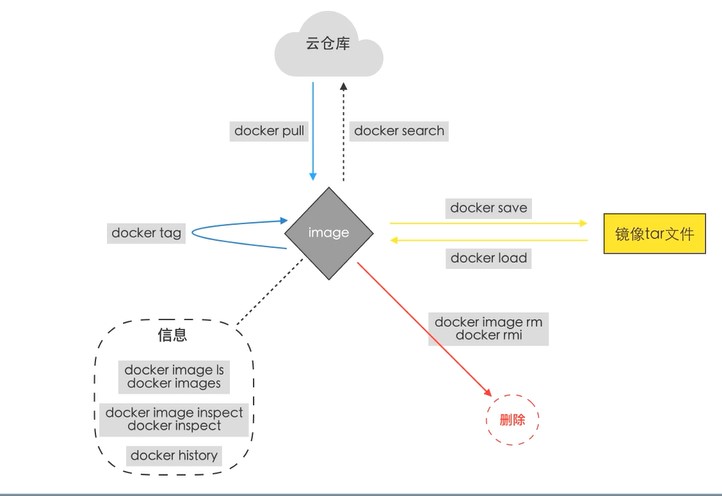 云仓库
docker pull
docker search
docker tag
image
docker save
docker load
镜像tar文件
信息
docker image ls
docker images
docker image inspect
docker inspect
docker history
docker image rm
docker rmi
删除